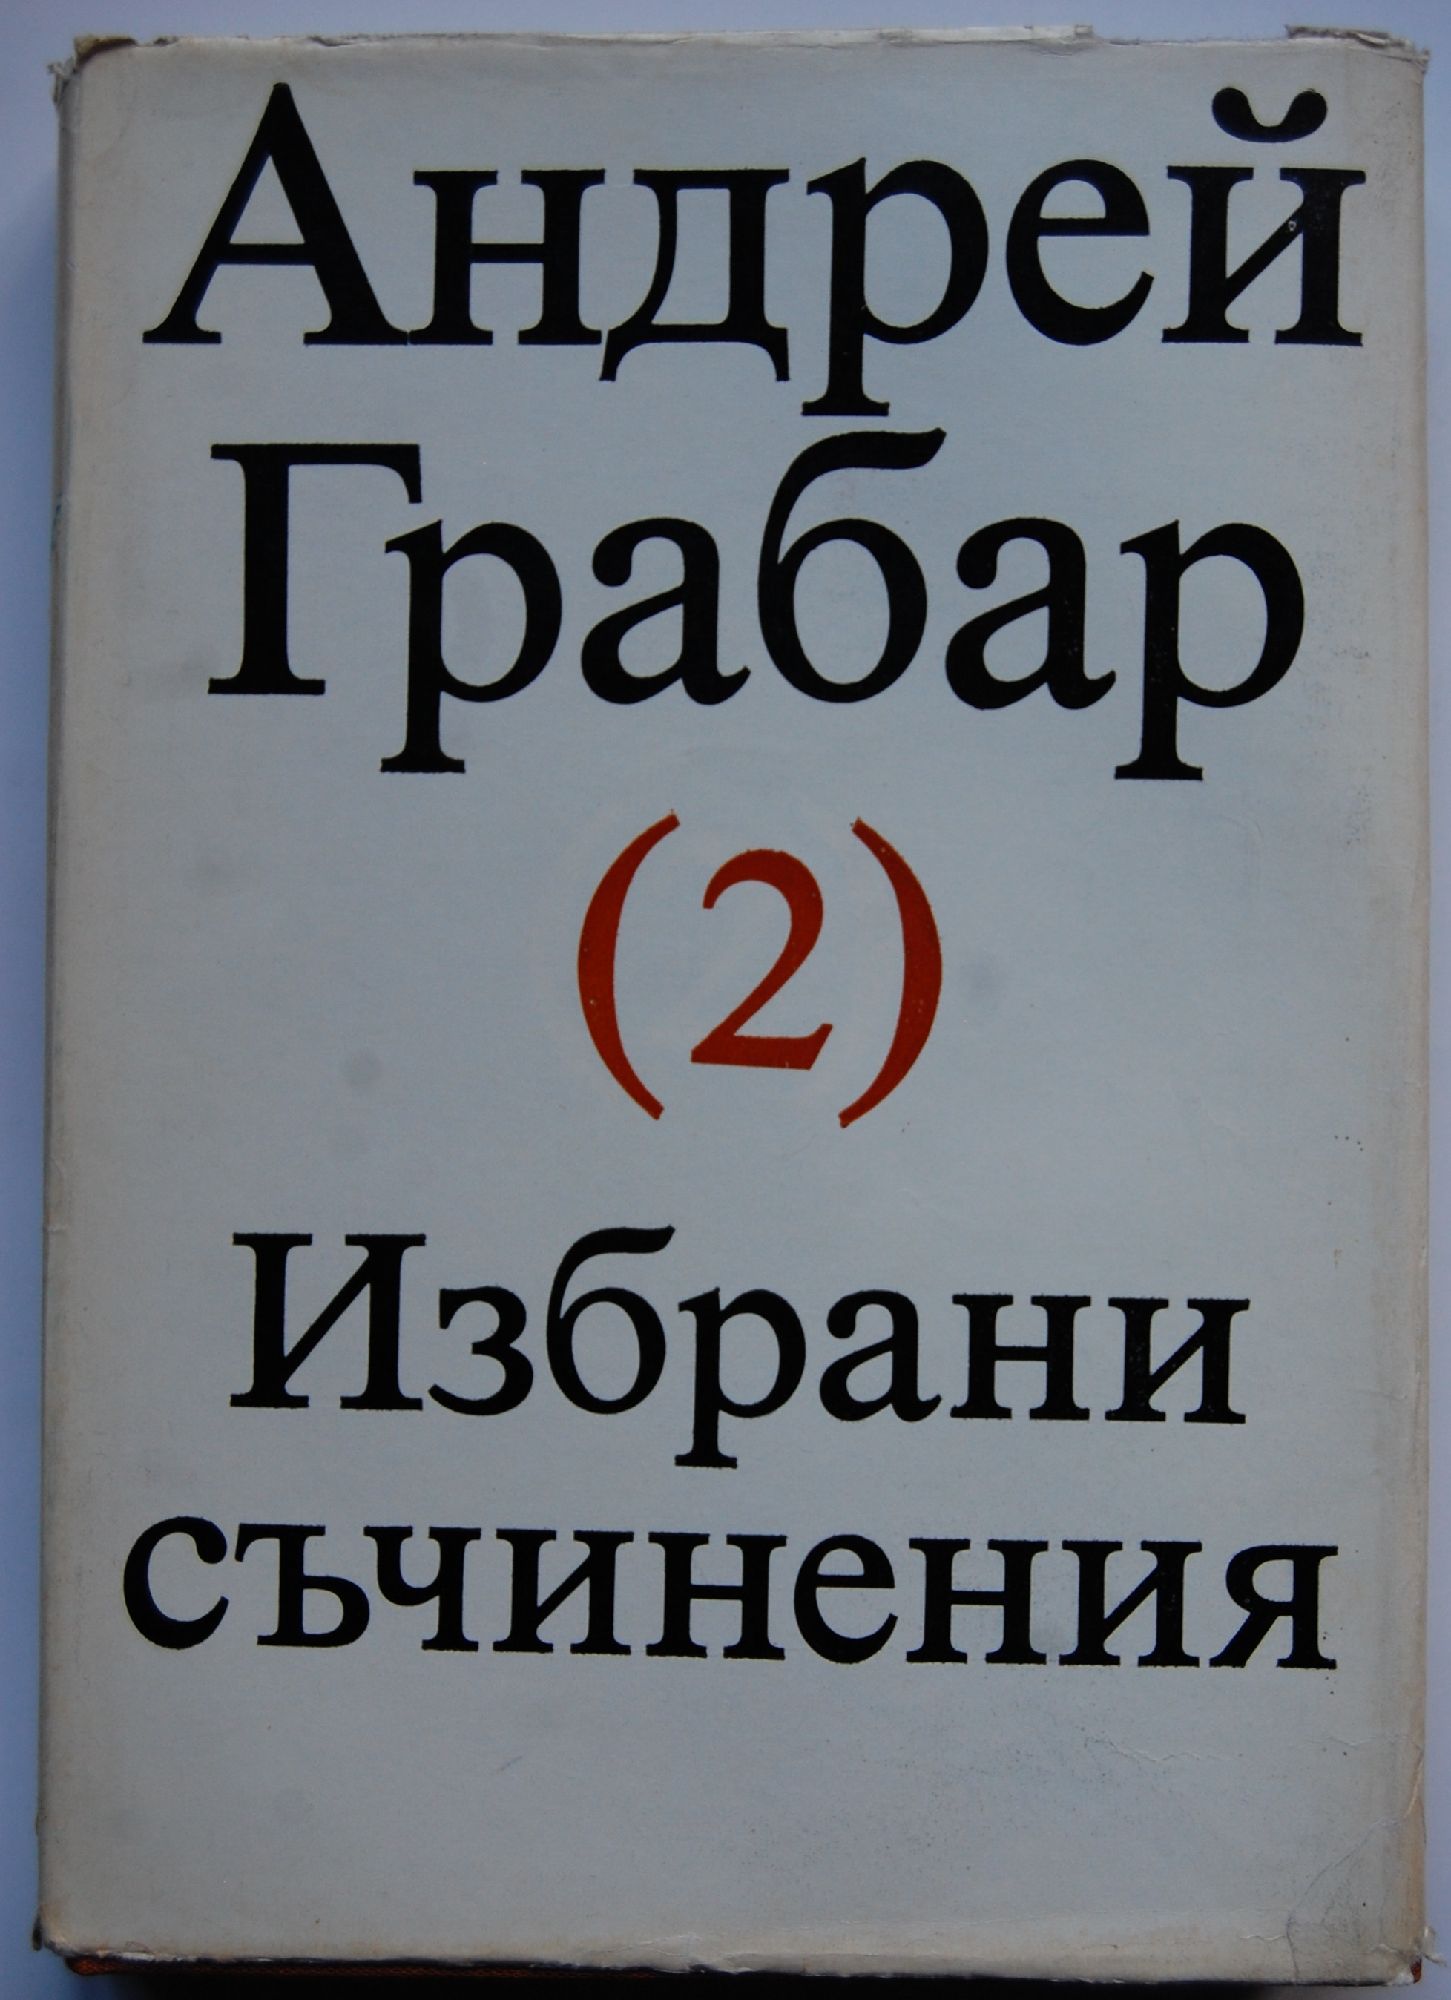 Андрей
Грабар
(2)
Избрани
съчинения